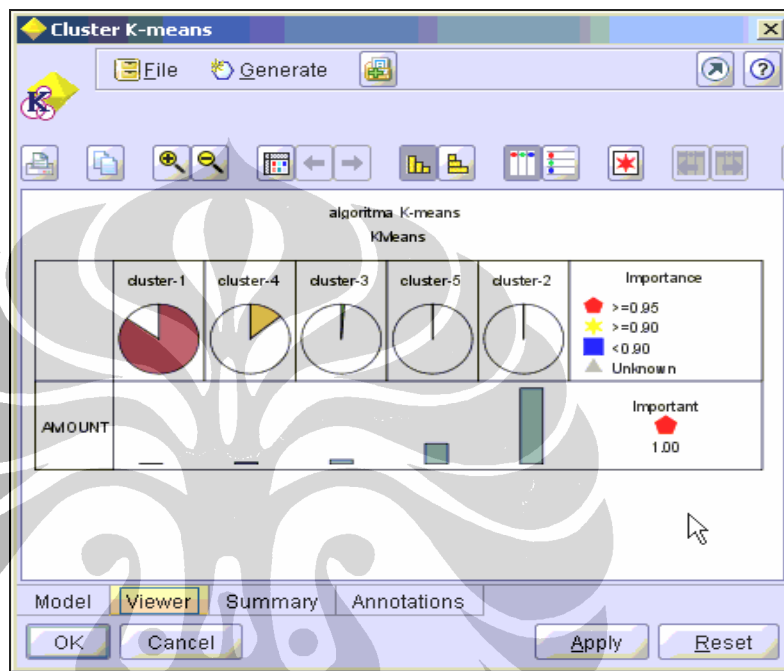 Cluster K-means
File Generate
K
algoritma K-means
KMeans
cluster-1 cluster-4 cluster-3 cluster-5 cluster-2 Importance
>=0.95
>=0.90
<0.90
Unknown
AMOUNT
Important
1.00
Model Viewer Summary Annotations
OK Cancel Apply Reset